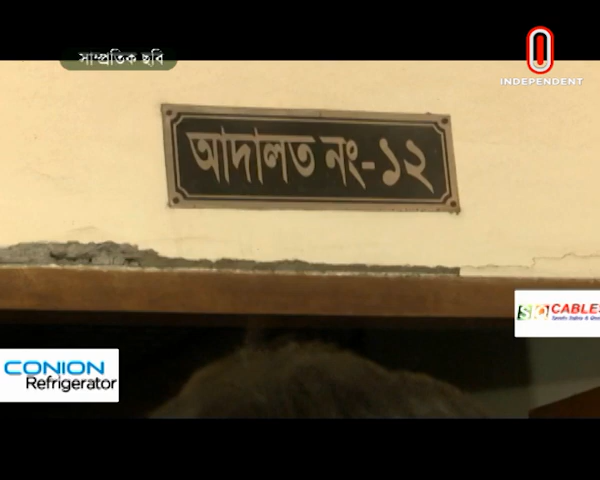 সাম্প্রতিক ছবি
INDEPENDENT
আদালত নং-১২
CABLES
CONION
Refrigerator